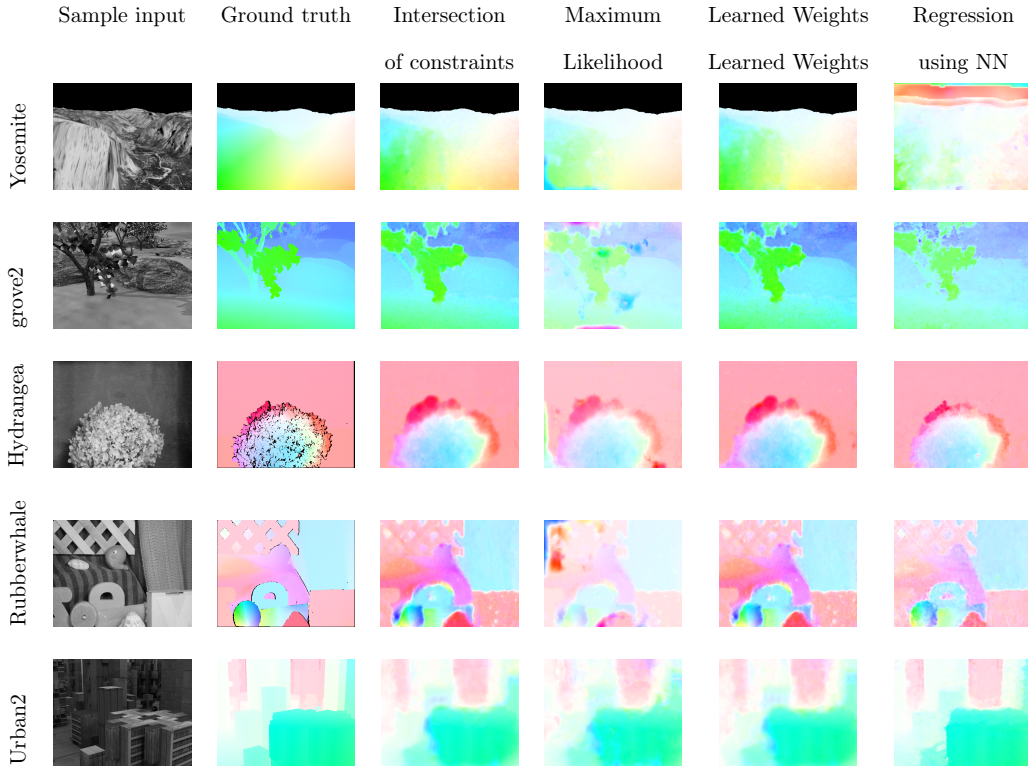 Sample input Ground truth Intersection Maximum Learned Weights Regression
of constraints Likelihood Learned Weights using NN
Yosemite
grove2
Hydrangea
Rubberwhale
Urban2